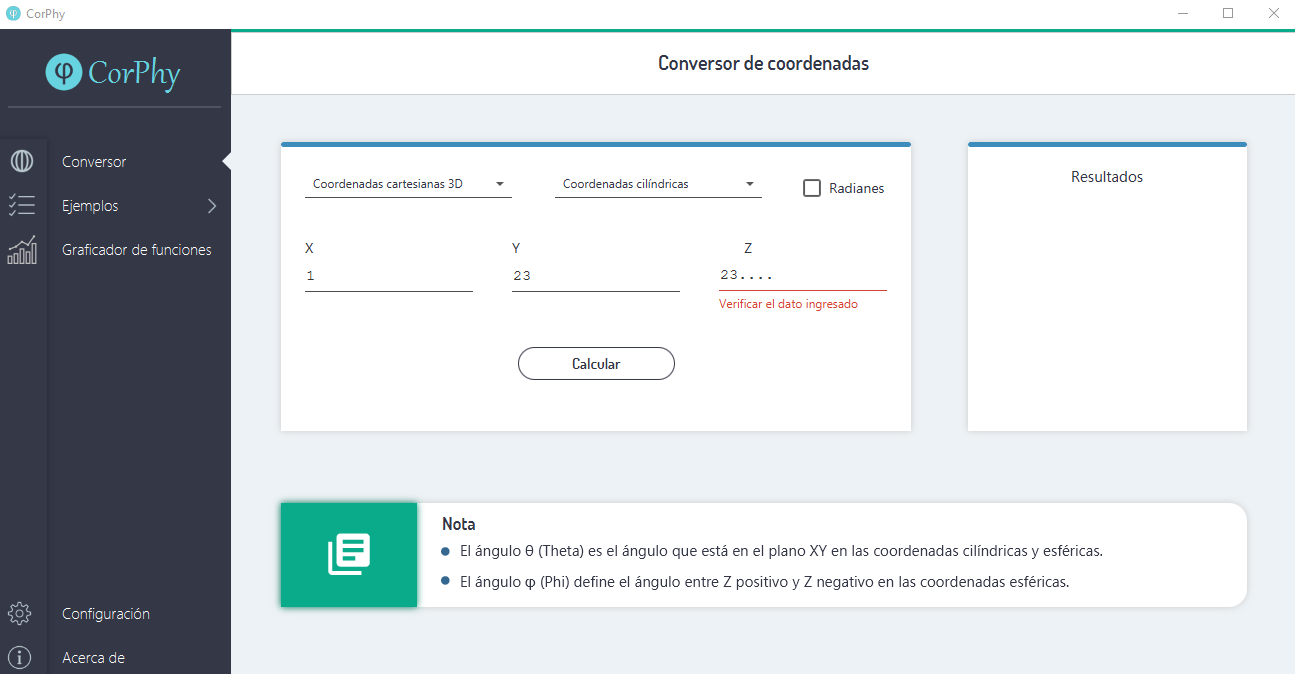 CorPhy
CorPhy
Conversor de coordenadas
Conversor
Ejemplos
Graficador de funciones
Configuración
Acerca de
Coordenadas cartesianas 3D
Coordenadas cilíndricas
Radianes
X
Y
Z
1
23
23....
Verificar el dato ingresado
Calcular
Resultados
Nota
El ángulo θ (Theta) es el ángulo que está en el plano XY en las coordenadas cilíndricas y esféricas.
El ángulo φ (Phi) define el ángulo entre Z positivo y Z negativo en las coordenadas esféricas.